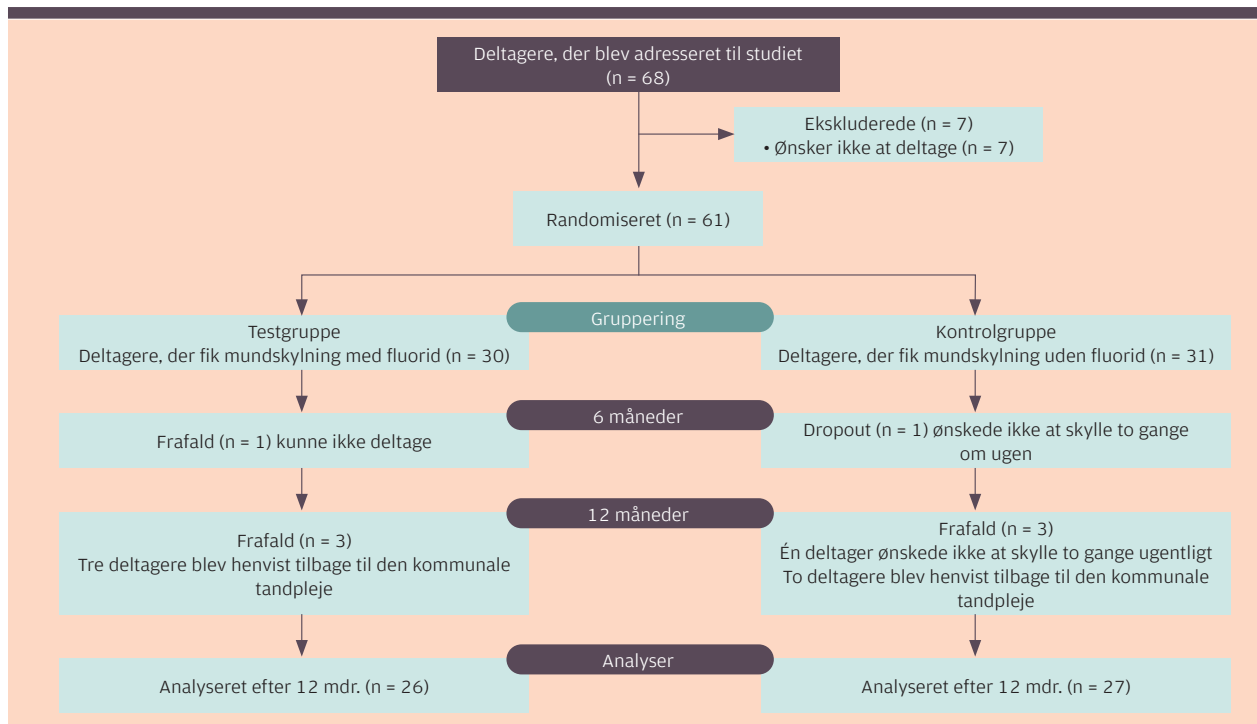 Deltagere, der blev adresseret til studiet
(n = 68)
Ekskluderede (n = 7)
• Ønsker ikke at deltage (n = 7)
Randomiseret (n = 61)
Gruppering
Testgruppe
Deltagere, der fik mundskylning med fluorid (n = 30)
Kontrolgruppe
Deltagere, der fik mundskylning uden fluorid (n = 31)
6 måneder
Frafald (n = 1) kunne ikke deltage
Dropout (n = 1) ønskede ikke at skylle to gange
om ugen
12 måneder
Frafald (n = 3)
Tre deltagere blev henvist tilbage til den kommunale
tandpleje
Frafald (n = 3)
Én deltager ønskede ikke at skylle to gange ugentligt
To deltagere blev henvist tilbage til den kommunale
tandpleje
Analyser
Analyseret efter 12 mdr. (n = 26)
Analyseret efter 12 mdr. (n = 27)